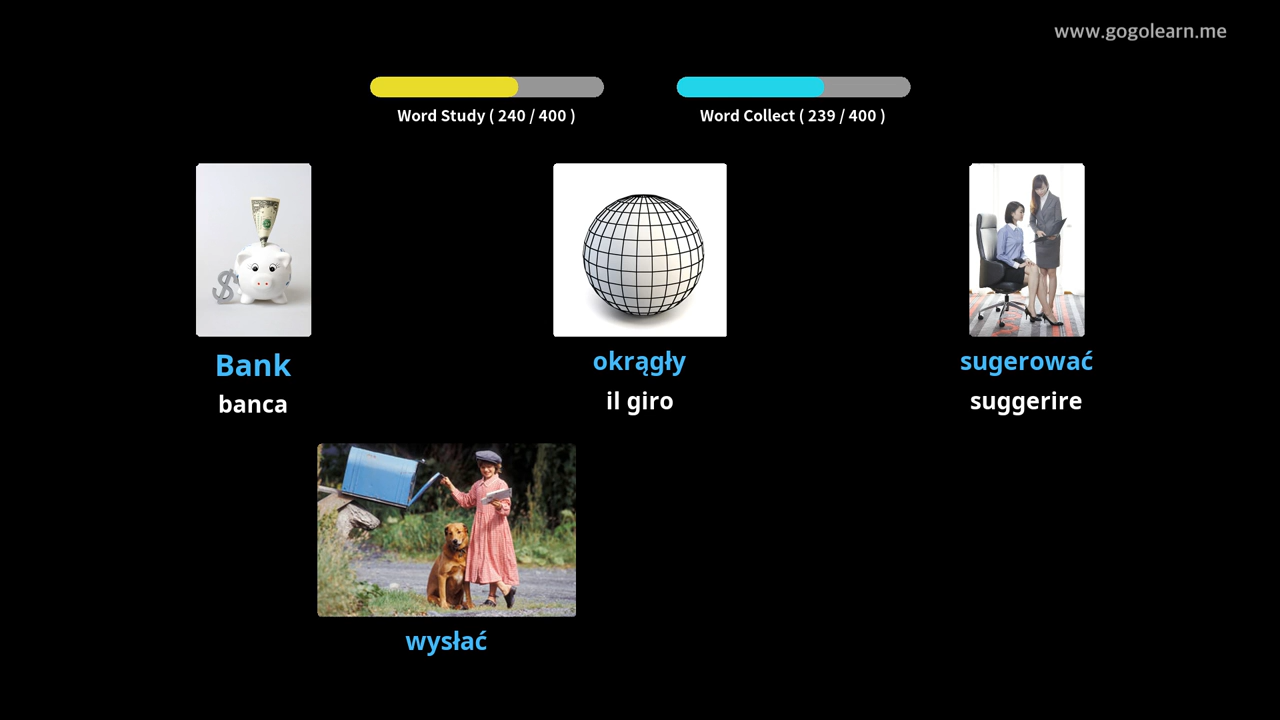 www.gogolearn.me
Word Study ( 240 / 400 )
Word Collect ( 239 / 400 )
Bank
banca
okrągły
il giro
sugerować
suggerire
wysłać